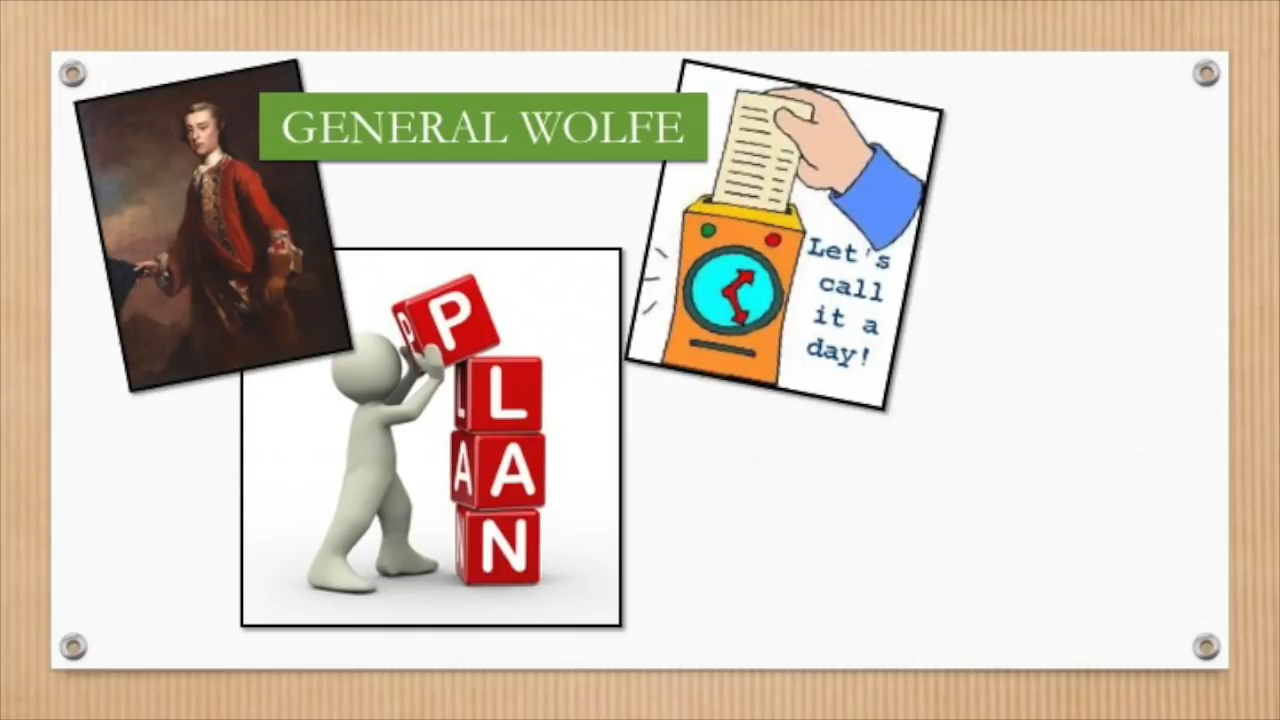 GENERAL WOLFE
Let's
call
it a
day!
P P
L L
A A
N N